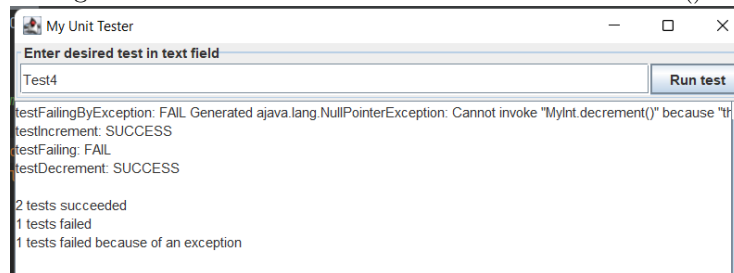 My Unit Tester
Enter desired test in text field
Test4
Run test
testFailingByException: FAIL Generated ajava.lang.NullPointerException: Cannot invoke "MyInt.decrement()" because "th
testIncrement: SUCCESS
testFailing: FAIL
testDecrement: SUCCESS
2 tests succeeded
1 tests failed
1 tests failed because of an exception